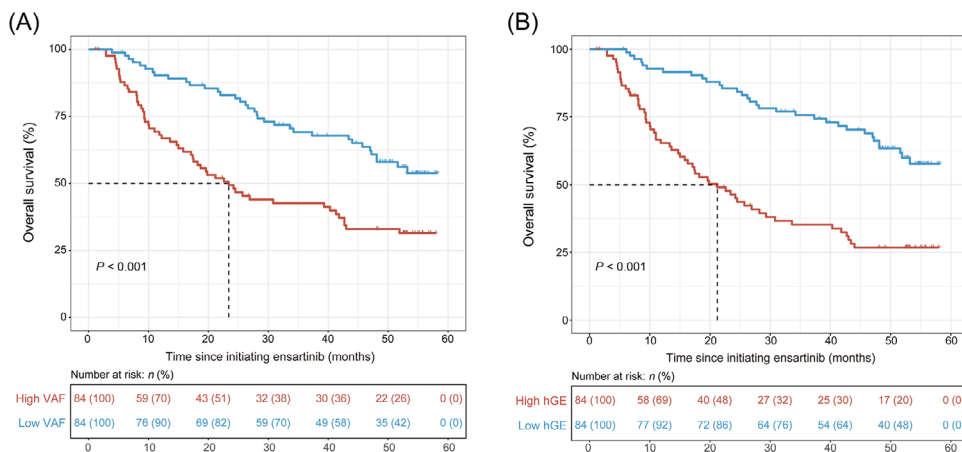 (A)
Overall survival (%)
100
75
50
25
0
P < 0.001
0 10 20 30 40 50 60
Time since initiating ensartinib (months)
Number at risk: n (%)
High VAF 84 (100) 59 (70) 43 (51) 32 (38) 30 (36) 22 (26) 0 (0)
Low VAF 84 (100) 76 (90) 69 (82) 59 (70) 49 (58) 35 (42) 0 (0)
0 10 20 30 40 50 60
(B)
Overall survival (%)
100
75
50
25
0
P < 0.001
0 10 20 30 40 50 60
Time since initiating ensartinib (months)
Number at risk: n (%)
High hGE 84 (100) 58 (69) 40 (48) 27 (32) 25 (30) 17 (20) 0 (0
Low hGE 84 (100) 77 (92) 72 (86) 64 (76) 54 (64) 40 (48) 0 (0
0 10 20 30 40 50 60